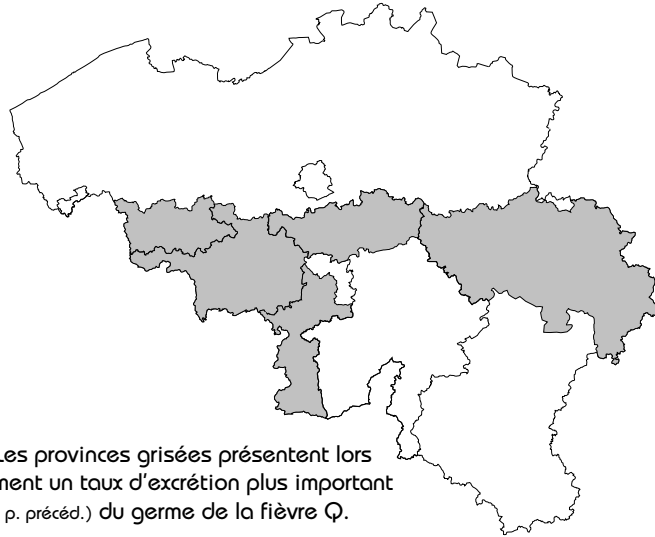 Les provinces grisées présentent lors
ment un taux d'excrétion plus important
p. précéd.) du germe de la fièvre Q.